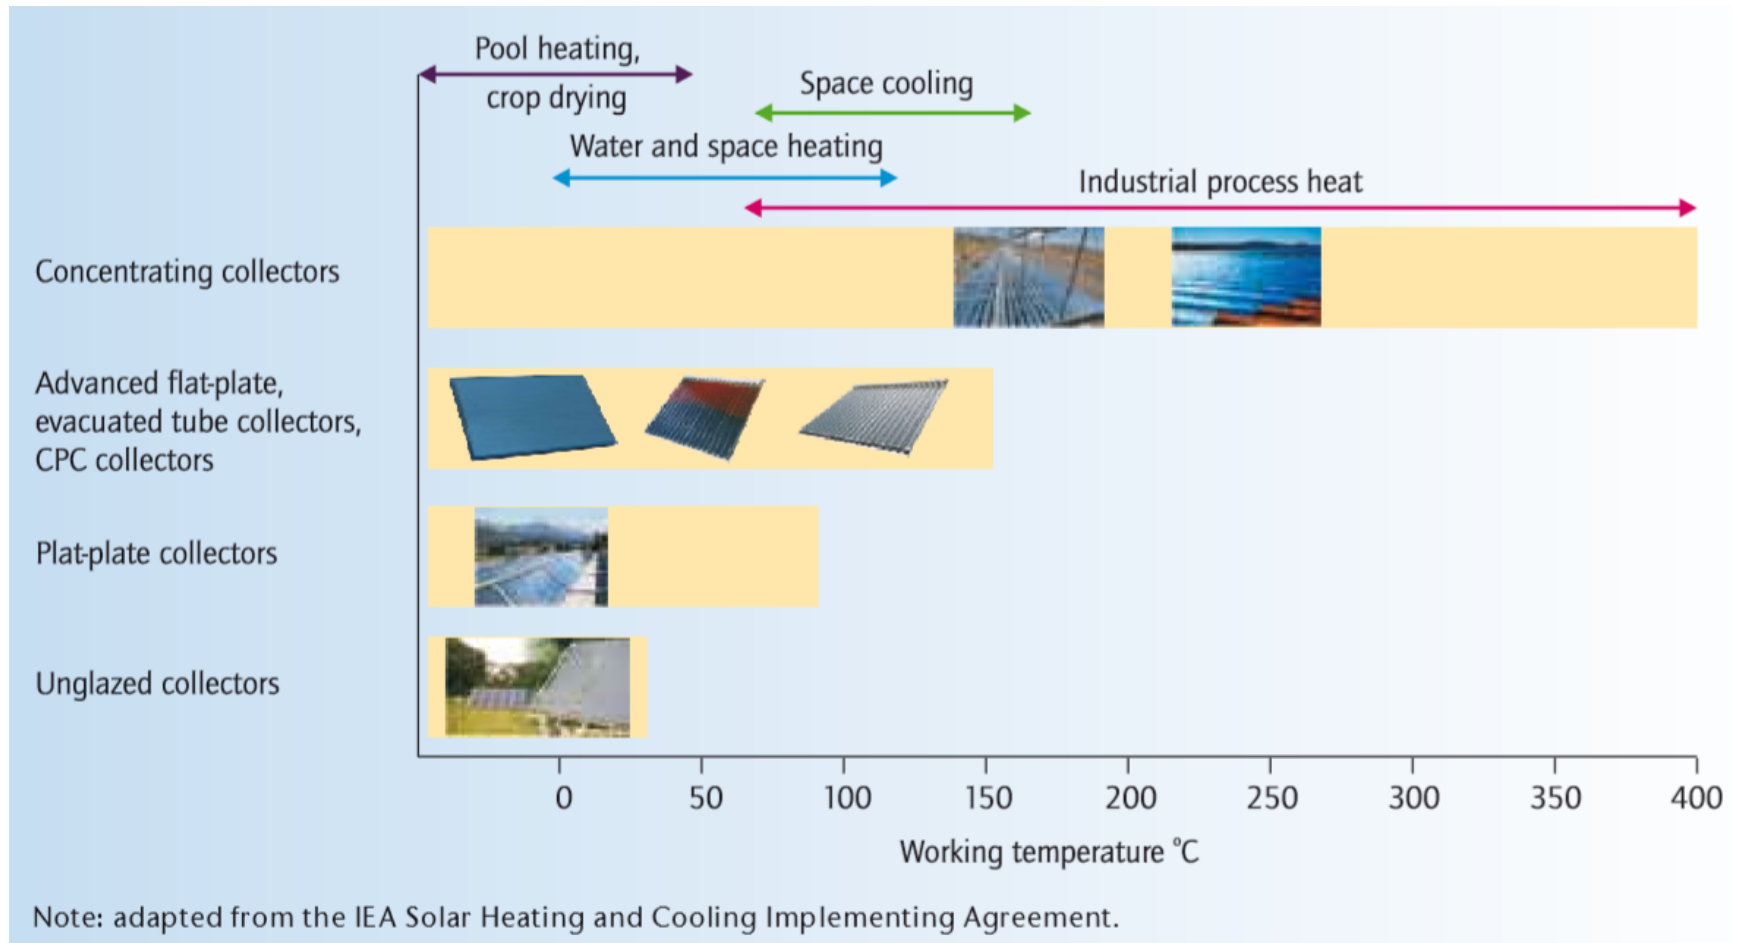 Pool heating,
crop drying
Space cooling
Water and space heating
Industrial process heat
Concentrating collectors
Advanced flat-plate,
evacuated tube collectors,
CPC collectors
Plat-plate collectors
Unglazed collectors
0 50 100 150 200 250 300 350 400
Working temperature °C
Note: adapted from the IEA Solar Heating and Cooling Implementing Agreement.